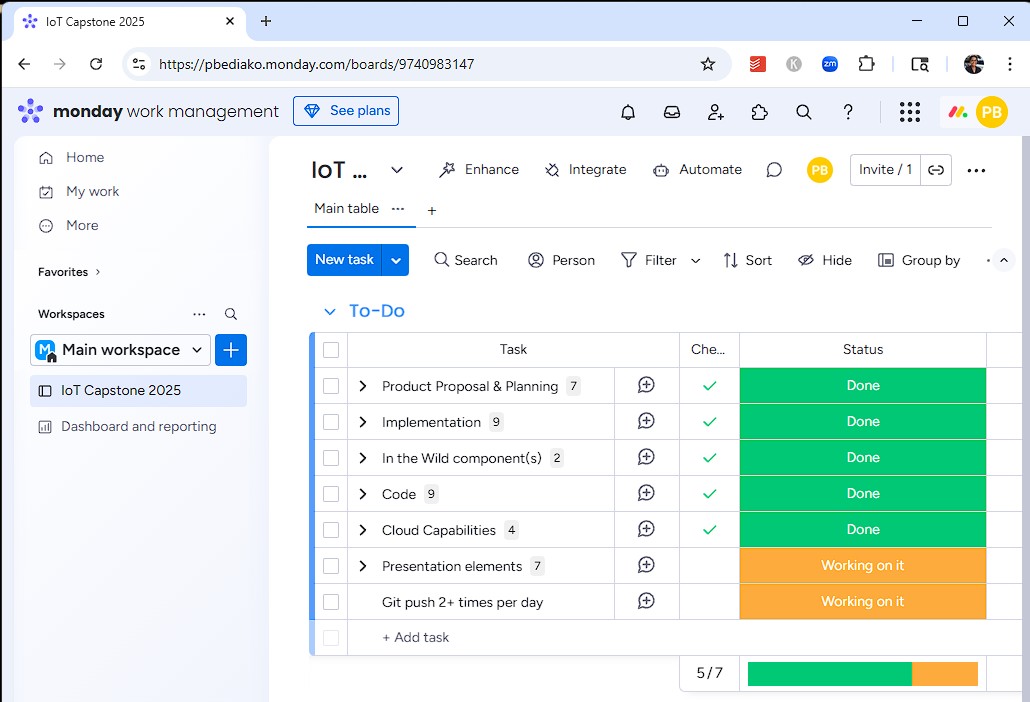 IoT Capstone 2025
https://pbediako.monday.com/boards/9740983147
K
zm
monday work management
See plans
PB
Home
My work
More
Favorites
Workspaces
M
Main workspace
IoT Capstone 2025
Dashboard and reporting
IoT ...
Enhance
Integrate
Automate
PB
Invite / 1
Main table
New task
Search
Person
Filter
Sort
Hide
Group by
To-Do
Task Che... Status
Product Proposal & Planning 7 Done
Implementation 9 Done
In the Wild component(s) 2 Done
Code 9 Done
Cloud Capabilities 4 Done
Presentation elements 7 Working on it
Git push 2+ times per day Working on it
+ Add task
5 / 7